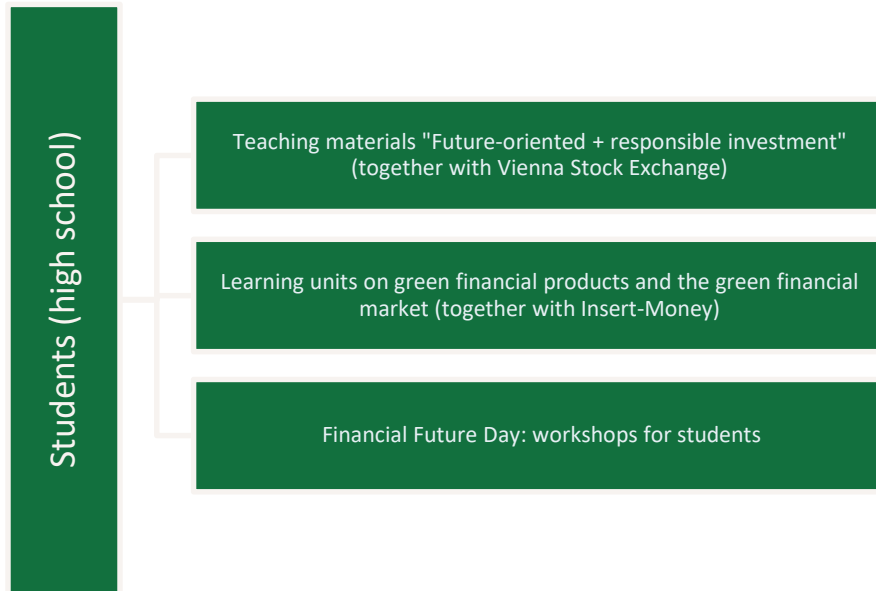 Students (high school)
Teaching materials "Future-oriented + responsible investment"
(together with Vienna Stock Exchange)
Learning units on green financial products and the green financial
market (together with Insert-Money)
Financial Future Day: workshops for students